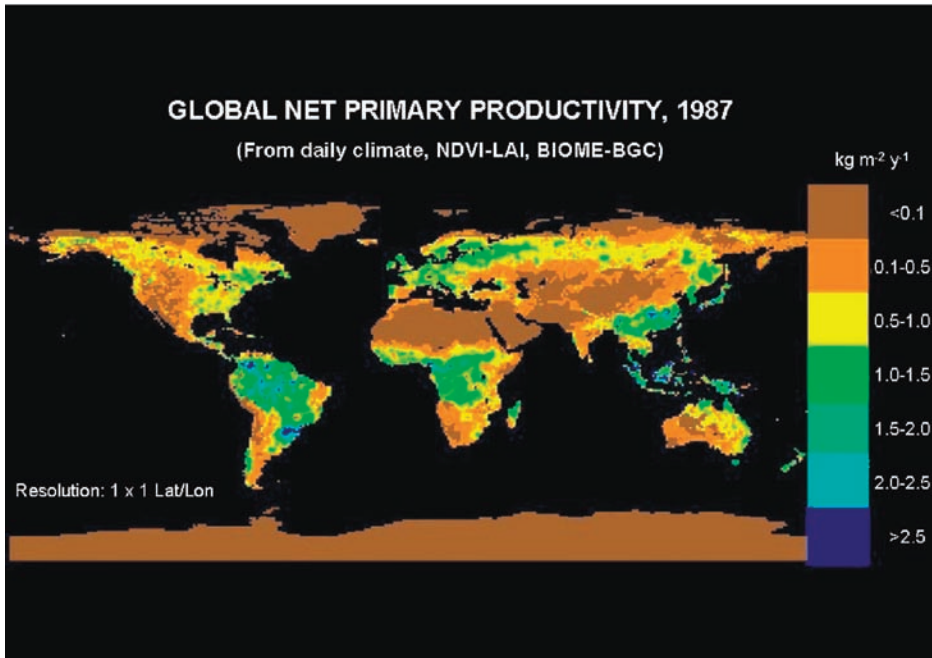 GLOBAL NET PRIMARY PRODUCTIVITY, 1987
(From daily climate, NDVI-LAI, BIOME-BGC)
kg m⁻² y⁻¹
<0.1
0.1-0.5
0.5-1.0
1.0-1.5
1.5-2.0
2.0-2.5
>2.5
Resolution: 1 x 1 Lat/Lon